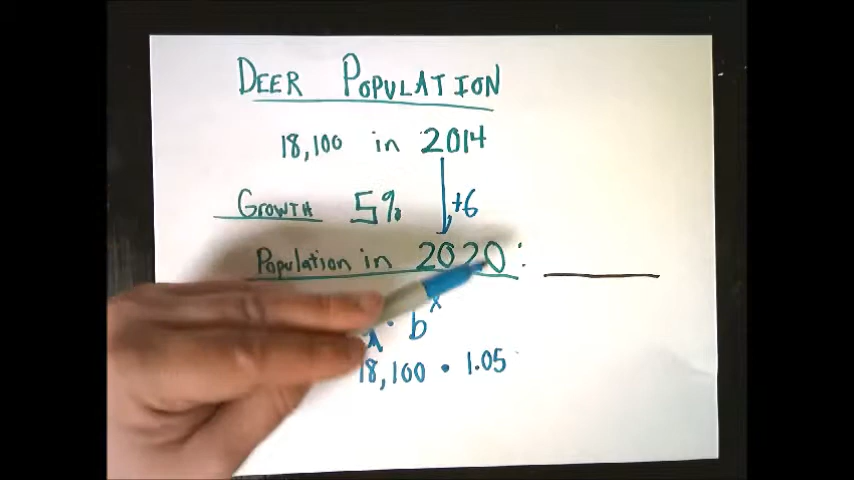 DEER POPULATION
18,100 in 2014
+6
GROWTH 5%
Population in 2020:
· b^x
18,100 • 1.05